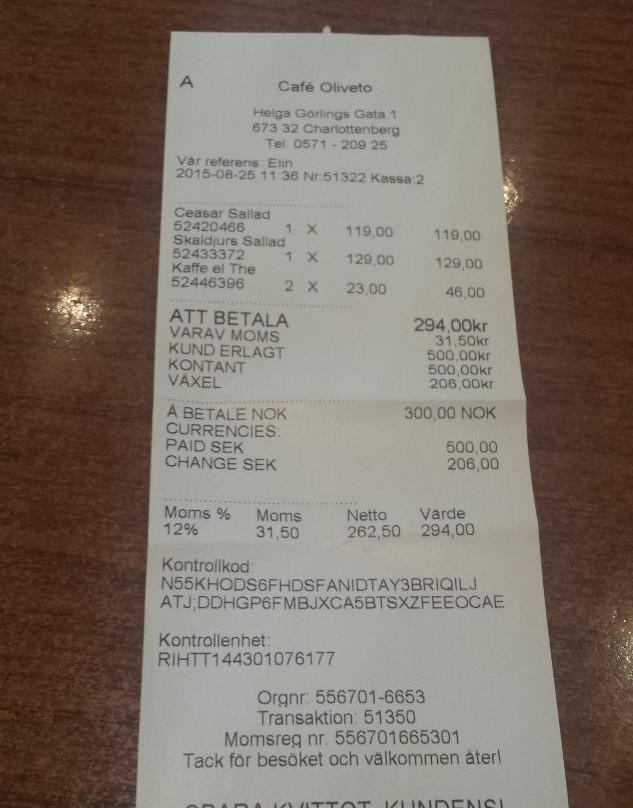 A
Café Oliveto
Helga Görlings Gata 1
673 32 Charlottenberg
Tel. 0571 - 209 25
Vår referens: Elin
2015-08-25 11:36 Nr:51322 Kassa:2
Ceasar Sallad
52420466 1 X 119,00 119,00
Skaldjurs Sallad
52433372 1 X 129,00 129,00
Kaffe el The
52446396 2 X 23,00 46,00
ATT BETALA 294,00kr
VARAV MOMS 31,50kr
KUND ERLAGT 500,00kr
KONTANT 500,00kr
VÄXEL 206,00kr
Å BETALE NOK 300,00 NOK
CURRENCIES:
PAID SEK 500,00
CHANGE SEK 206,00
Moms % Moms Netto Värde
12% 31,50 262,50 294,00
Kontrollkod:
N55KHODS6FHDSFANIDTAY3BRIQILJ
ATJ;DDHGP6FMBJXCA5BTSXZFEEOCAE
Kontrollenhet:
RIHTT144301076177
Orgnr: 556701-6653
Transaktion: 51350
Momsreg nr. 556701665301
Tack för besöket och välkommen åter!
SPARA KVITTOT, KUNDENS!